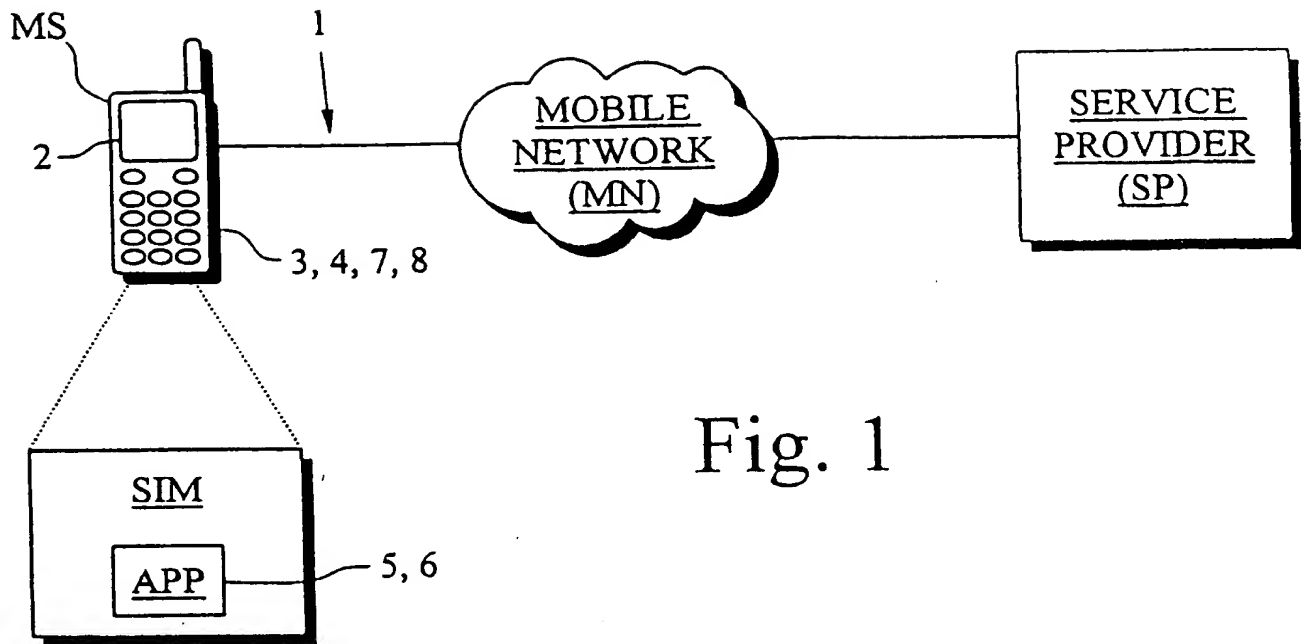 MS
1
2
3, 4, 7, 8
MOBILE
NETWORK
(MN)
SERVICE
PROVIDER
(SP)
SIM
APP
5, 6
Fig. 1